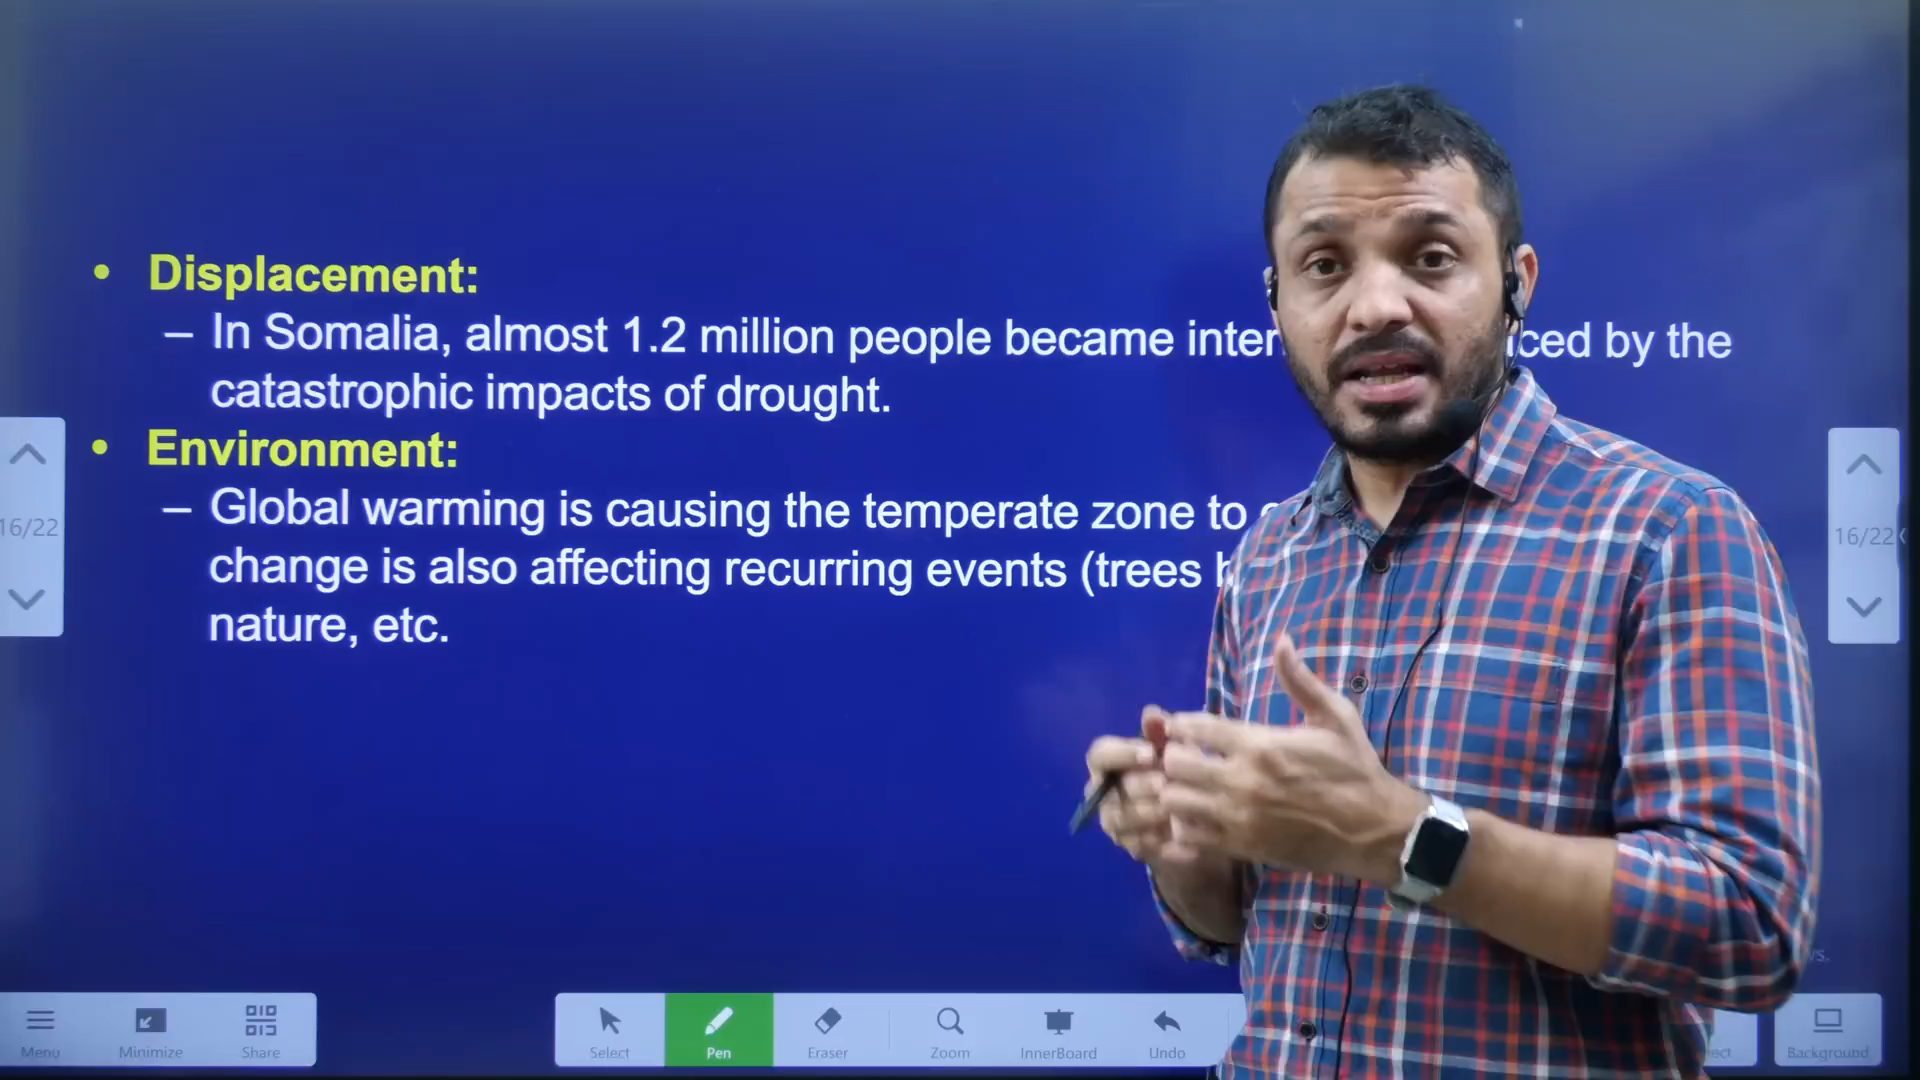 • Displacement:
– In Somalia, almost 1.2 million people became by the
catastrophic impacts of drought.
• Environment:
– Global warming is causing the temperate zone to
change is also affecting recurring events (trees
nature, etc.
16/22
16/22
Menu
Minimize
Share
Select
Pen
Eraser
Zoom
InnerBoard
Undo
Background